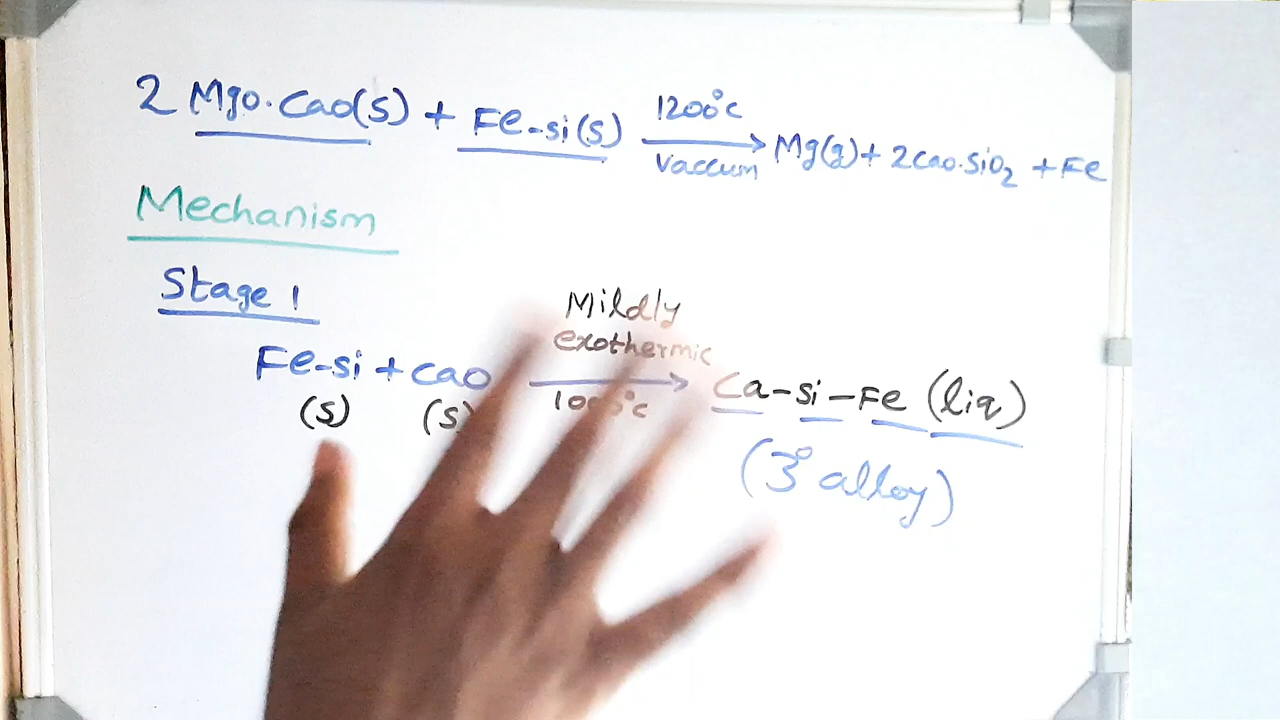 2 MgO.CaO(s) + Fe-Si(s) 1200°C vaccum → Mg(g) + 2CaO.SiO₂ + Fe
Mechanism
Stage 1
Mildly
exothermic
Fe-Si + CaO → Ca-Si-Fe (liq)
(s) (s)
(3° alloy)